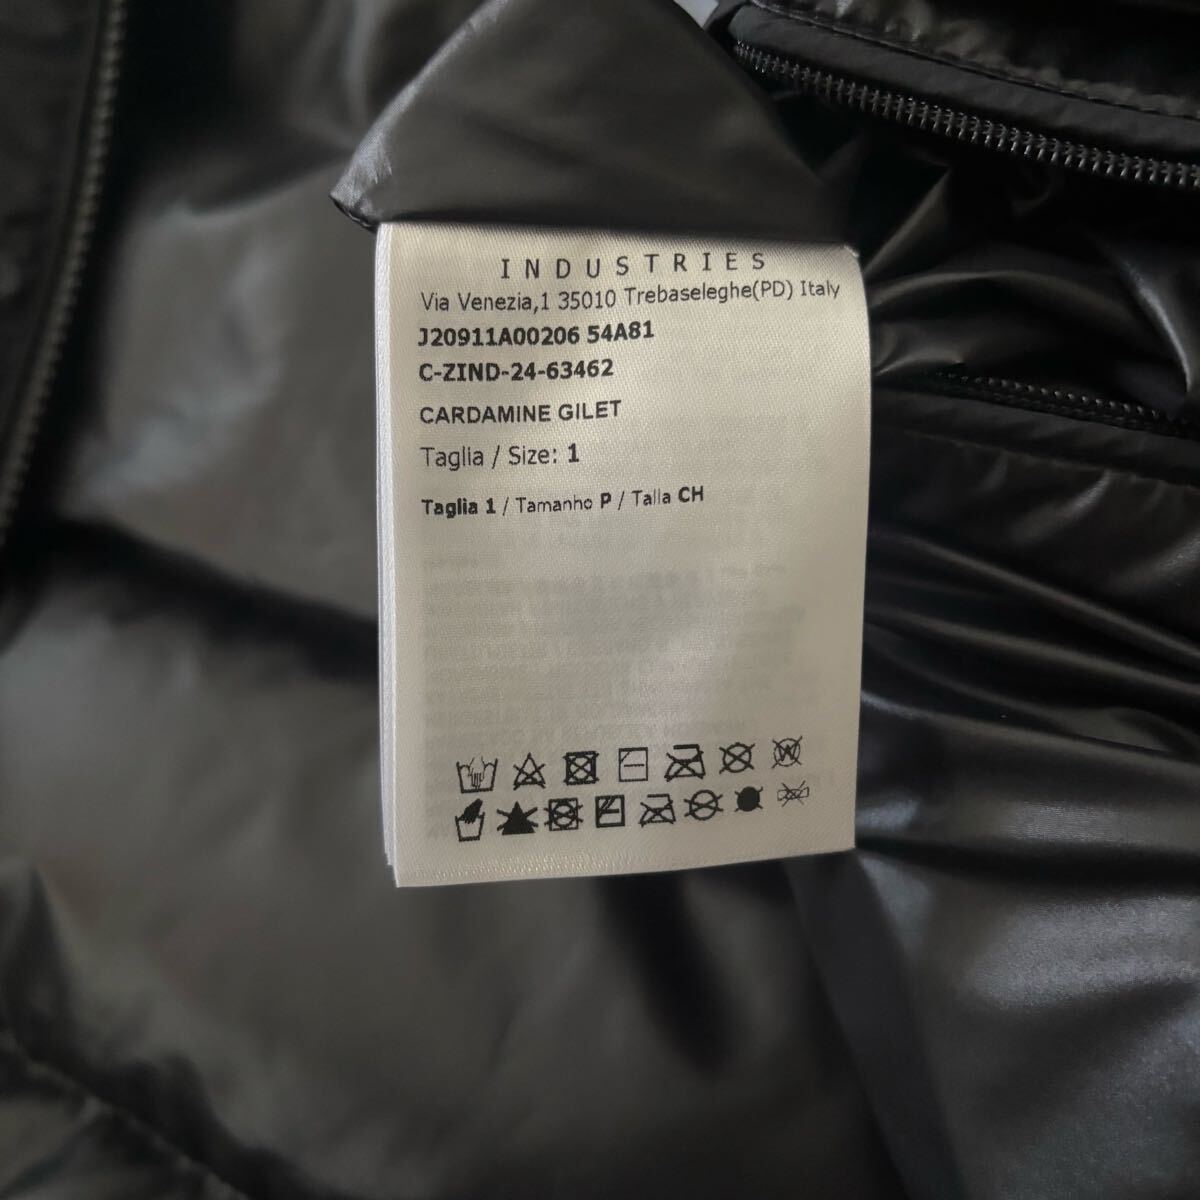 INDUSTRIES
Via Venezia,1 35010 Trebaseleghe(PD) Italy
J20911A00206 54A81
C-ZIND-24-63462
CARDAMINE GILET
Taglia / Size: 1
Taglia 1 / Tamanho P / Talla CH
W